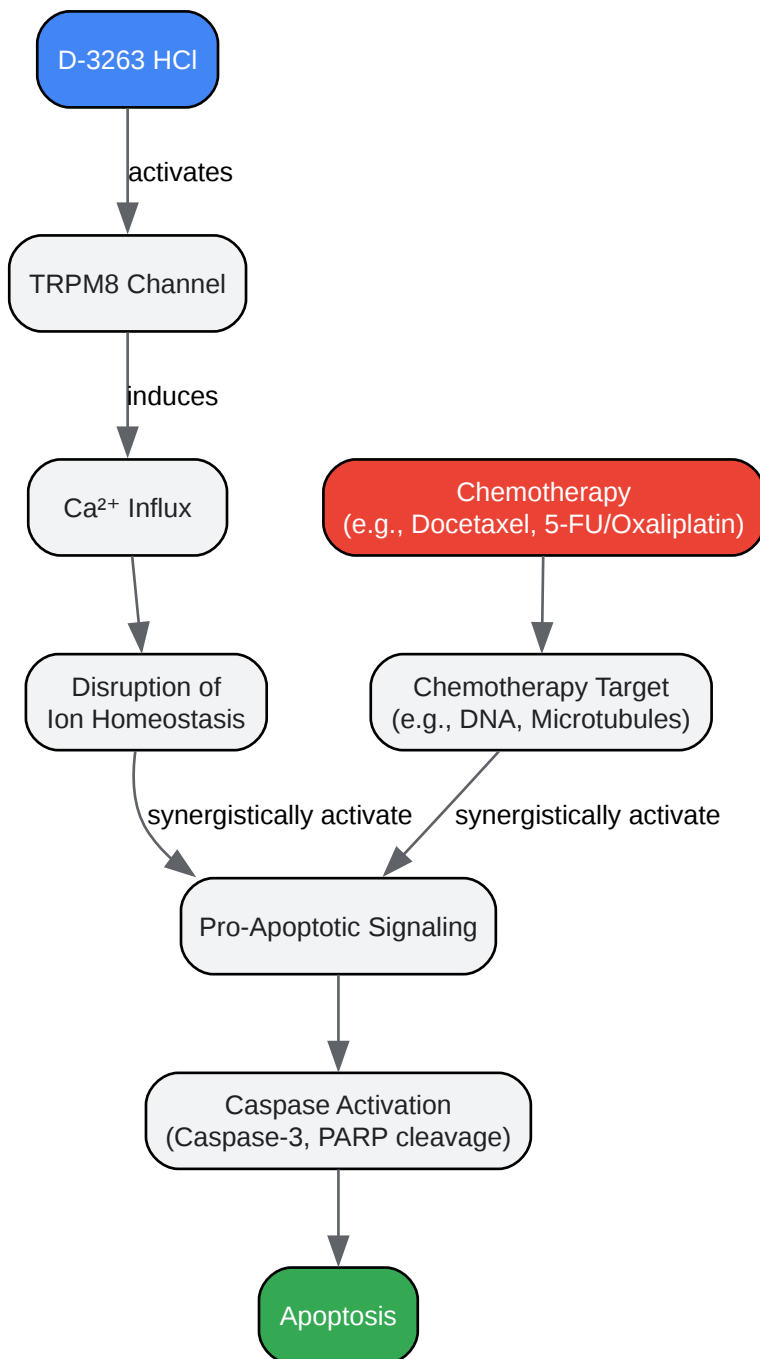 D-3263 HCl
activates
TRPM8 Channel
induces
Ca²⁺ Influx
Chemotherapy
(e.g., Docetaxel, 5-FU/Oxaliplatin)
Disruption of
Ion Homeostasis
Chemotherapy Target
(e.g., DNA, Microtubules)
synergistically activate
synergistically activate
Pro-Apoptotic Signaling
Caspase Activation
(Caspase-3, PARP cleavage)
Apoptosis